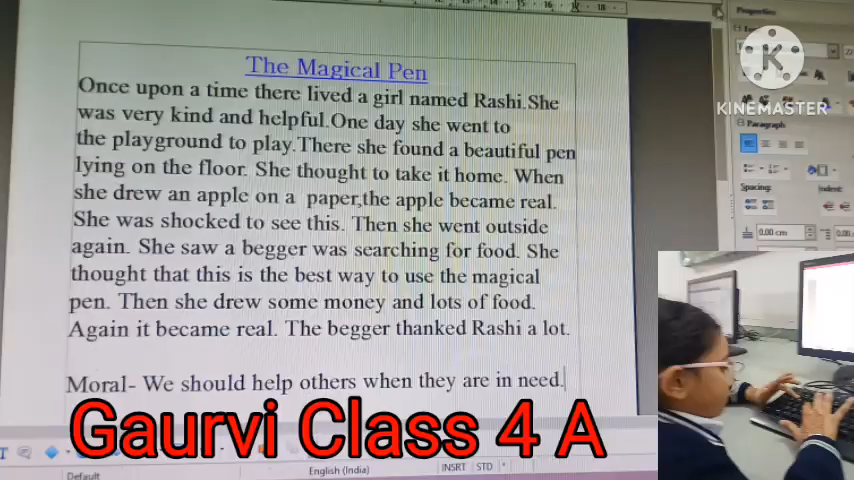 16 18
Properties
The Magical Pen
KINEMASTER
Once upon a time there lived a girl named Rashi.She
was very kind and helpful.One day she went to
the playground to play.There she found a beautiful pen
lying on the floor. She thought to take it home. When
she drew an apple on a paper,the apple became real.
She was shocked to see this. Then she went outside
again. She saw a begger was searching for food. She
thought that this is the best way to use the magical
pen. Then she drew some money and lots of food.
Again it became real. The begger thanked Rashi a lot.
Moral- We should help others when they are in need.
Paragraph
Spacing:
Indent:
0.00 cm
Gaurvi Class 4 A
Default
English (India)
INSRT STD